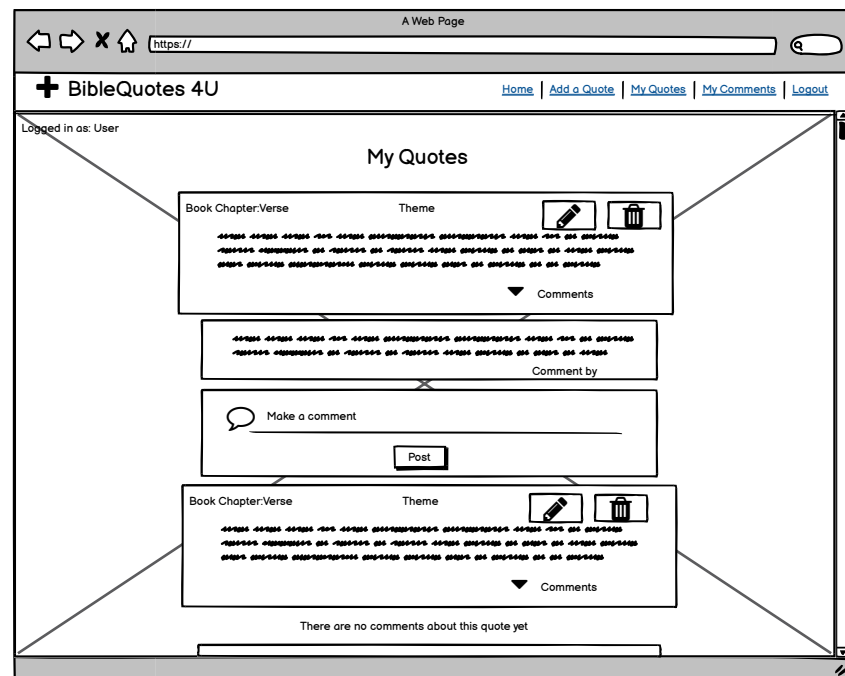 A Web Page
https://
BibleQuotes 4U
Home | Add a Quote | My Quotes | My Comments | Logout
Logged in as: User
My Quotes
Book Chapter:Verse Theme
Comments
Comment by
Make a comment
Post
Book Chapter:Verse Theme
Comments
There are no comments about this quote yet